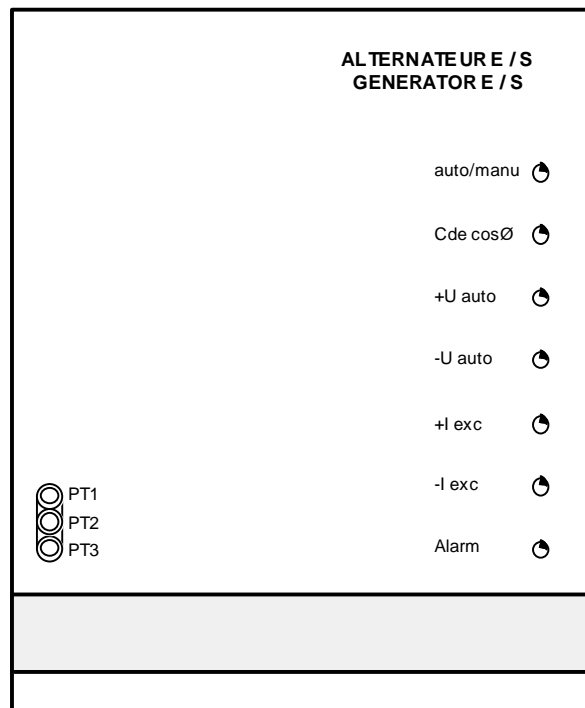 ALTERNATEUR E / S
GENERATOR E / S
auto/manu
Cde cosØ
+U auto
-U auto
+I exc
-I exc
Alarm
PT1
PT2
PT3